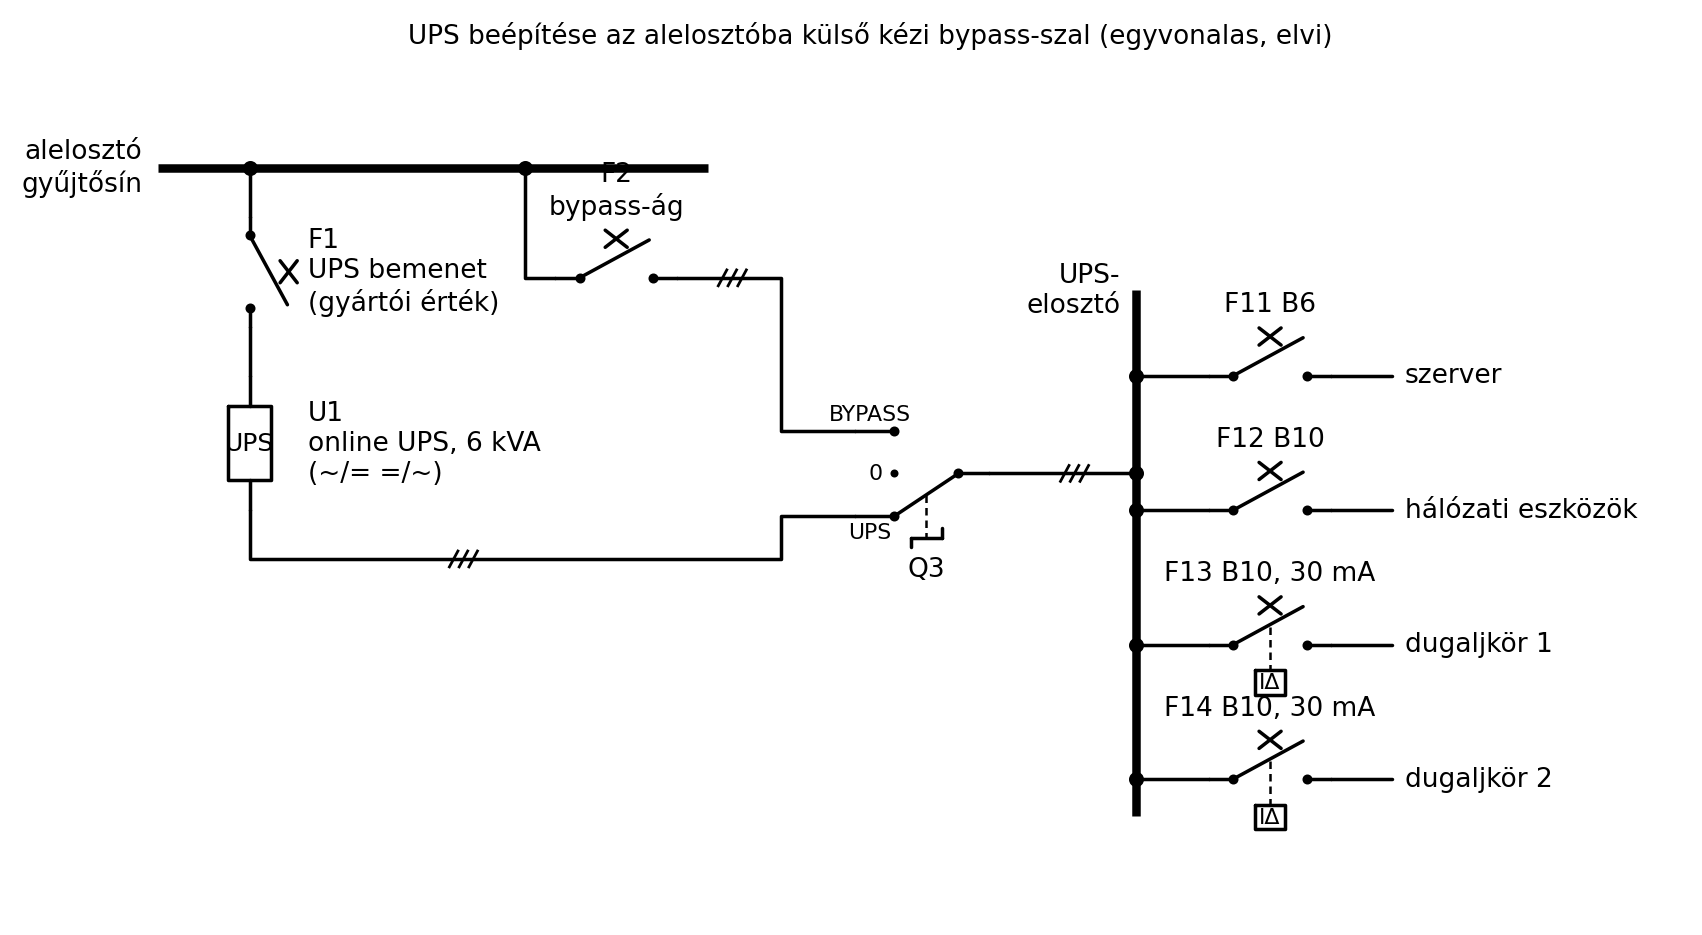 UPS beépítése az alelosztóba külső kézi bypass-szal (egyvonalas, elvi)
alelosztó
gyűjtősín
F2
bypass-ág
F1
UPS bemenet
(gyártói érték)
UPS-
elosztó
F11 B6
szerver
UPS
U1
online UPS, 6 kVA
(~/= =/~)
BYPASS
0
UPS
Q3
F12 B10
hálózati eszközök
F13 B10, 30 mA
dugaljkör 1
IΔ
F14 B10, 30 mA
dugaljkör 2
IΔ